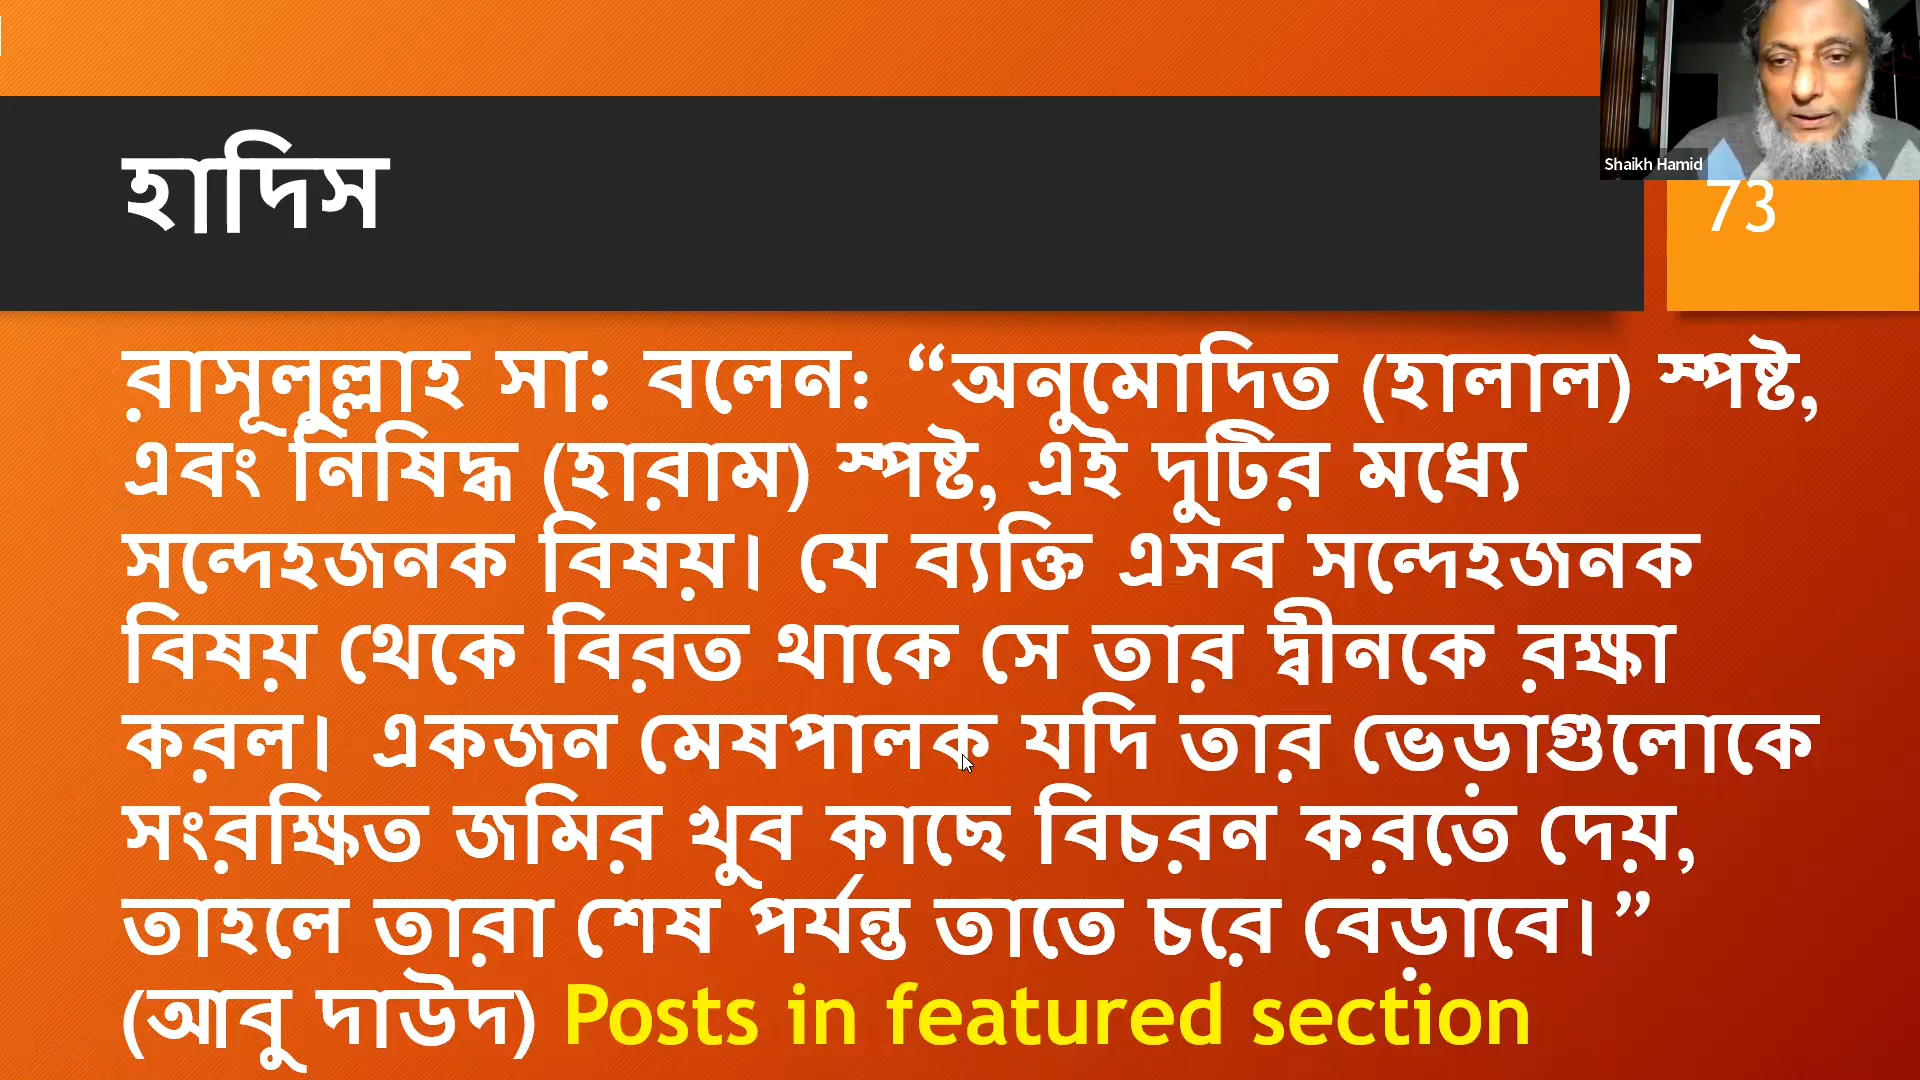 হাদিস
Shaikh Hamid
73
রাসূলুল্লাহ সা: বলেন: “অনুমোদিত (হালাল) স্পষ্ট,
এবং নিষিদ্ধ (হারাম) স্পষ্ট, এই দুটির মধ্যে
সন্দেহজনক বিষয়। যে ব্যক্তি এসব সন্দেহজনক
বিষয় থেকে বিরত থাকে সে তার দ্বীনকে রক্ষা
করল। একজন মেষপালক যদি তার ভেড়াগুলোকে
সংরক্ষিত জমির খুব কাছে বিচরন করতে দেয়,
তাহলে তারা শেষ পর্যন্ত তাতে চরে বেড়াবে।”
(আবু দাউদ) Posts in featured section